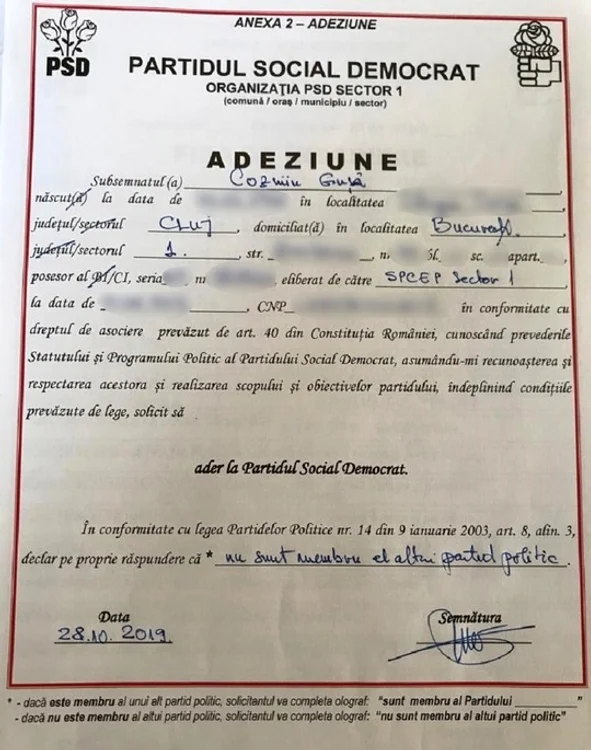 ANEXA 2 – ADEZIUNE
PSD
PARTIDUL SOCIAL DEMOCRAT
ORGANIZAȚIA PSD SECTOR 1
(comună / oraș / municipiu / sector)
ADEZIUNE
Subsemnatul (a) Cozmin Gușă
născut(ă) la data de în localitatea
județul/sectorul CLUJ, domiciliat(ă) în localitatea București.
județul/sectorul 1., str. , n. bl. sc. apart.
posesor al BI/CI, seria nr , eliberat de către SPCEP Sector 1
la data de , CNP în conformitate cu
dreptul de asociere prevăzut de art. 40 din Constituția României, cunoscând prevederile
Statutului și Programului Politic al Partidului Social Democrat, asumându-mi recunoașterea și
respectarea acestora și realizarea scopului și obiectivelor partidului, îndeplinind condițiile
prevăzute de lege, solicit să
ader la Partidul Social Democrat.
În conformitate cu legea Partidelor Politice nr. 14 din 9 ianuarie 2003, art. 8, alin. 3,
declar pe proprie răspundere că * nu sunt membru al altui partid politic.
Data Semnătura
28.10.2019.
* - dacă este membru al unui alt partid politic, solicitantul va completa olograf: "sunt membru al Partidului ________"
- dacă nu este membru al altui partid politic, solicitantul va completa olograf: "nu sunt membru al altui partid politic"